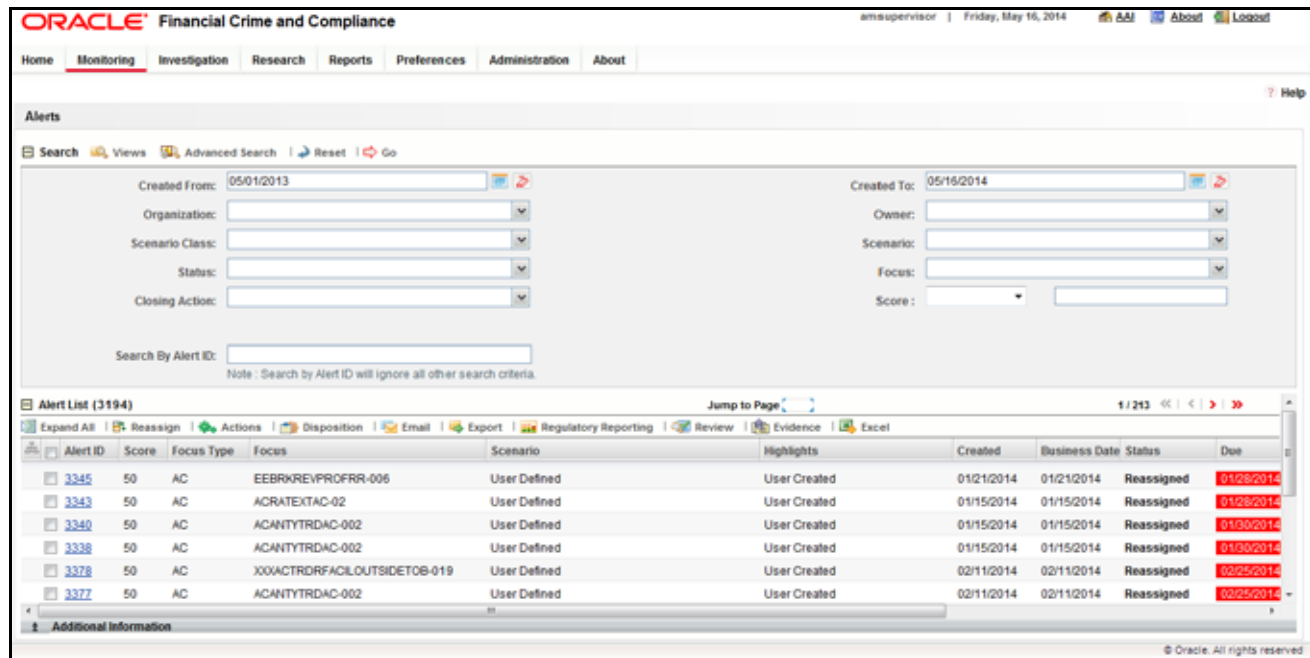 ORACLE® Financial Crime and Compliance amsupervisor | Friday, May 16, 2014 AAI About Logout
Home Monitoring Investigation Research Reports Preferences Administration About
? Help
Alerts
Search Views Advanced Search | Reset | Go
Created From: 05/01/2013 Created To: 05/16/2014
Organization: Owner:
Scenario Class: Scenario:
Status: Focus:
Closing Action: Score :
Search By Alert ID:
Note : Search by Alert ID will ignore all other search criteria.
Alert List (3194) Jump to Page 1 / 213
Expand All | Reassign | Actions | Disposition | Email | Export | Regulatory Reporting | Review | Evidence | Excel
Alert ID Score Focus Type Focus Scenario Highlights Created Business Date Status Due
3345 50 AC EEBRKREVPROFRR-006 User Defined User Created 01/21/2014 01/21/2014 Reassigned 01/28/2014
3343 50 AC ACRATEXTAC-02 User Defined User Created 01/15/2014 01/15/2014 Reassigned 01/28/2014
3340 50 AC ACANTYTRDAC-002 User Defined User Created 01/15/2014 01/15/2014 Reassigned 01/30/2014
3338 50 AC ACANTYTRDAC-002 User Defined User Created 01/15/2014 01/15/2014 Reassigned 01/30/2014
3378 50 AC XXXACTRDRFACILOUTSIDETOB-019 User Defined User Created 02/11/2014 02/11/2014 Reassigned 02/25/2014
3377 50 AC ACANTYTRDAC-002 User Defined User Created 02/11/2014 02/11/2014 Reassigned 02/25/2014
Additional Information
© Oracle. All rights reserved